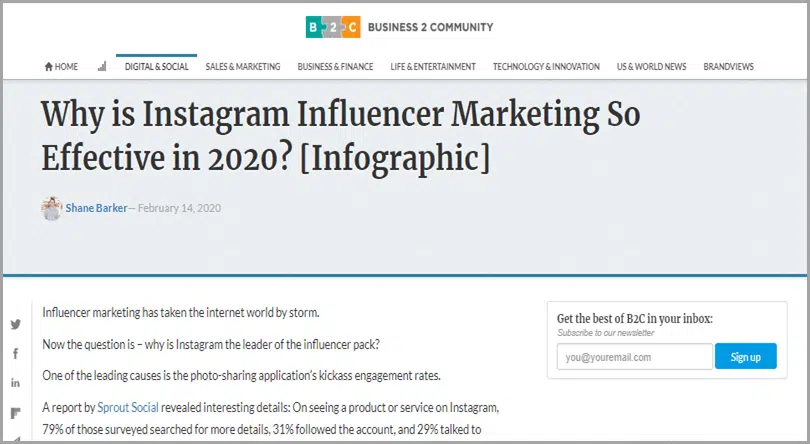 B 2 C BUSINESS 2 COMMUNITY
HOME DIGITAL & SOCIAL SALES & MARKETING BUSINESS & FINANCE LIFE & ENTERTAINMENT TECHNOLOGY & INNOVATION US & WORLD NEWS BRANDVIEWS
Why is Instagram Influencer Marketing So
Effective in 2020? [Infographic]
Shane Barker— February 14, 2020
Influencer marketing has taken the internet world by storm.
Now the question is – why is Instagram the leader of the influencer pack?
One of the leading causes is the photo-sharing application's kickass engagement rates.
A report by Sprout Social revealed interesting details: On seeing a product or service on Instagram,
79% of those surveyed searched for more details, 31% followed the account, and 29% talked to
Get the best of B2C in your inbox:
Subscribe to our newsletter
you@youremail.com Sign up